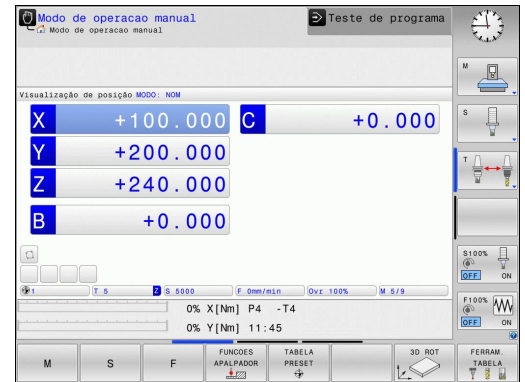 Modo de operacao manual
Modo de operacao manual
Teste de programa
Visualização de posição MODO: NOM
X +100.000
C +0.000
Y +200.000
Z +240.000
B +0.000
M
S
T
S100%
OFF ON
F100%
OFF ON
1
T 5
Z S 5000
F 0mm/min
Ovr 100%
M 5/9
0% X[Nm] P4 -T4
0% Y[Nm] 11:45
M
S
F
FUNCOES APALPADOR
TABELA PRESET
3D ROT
FERRAM. TABELA